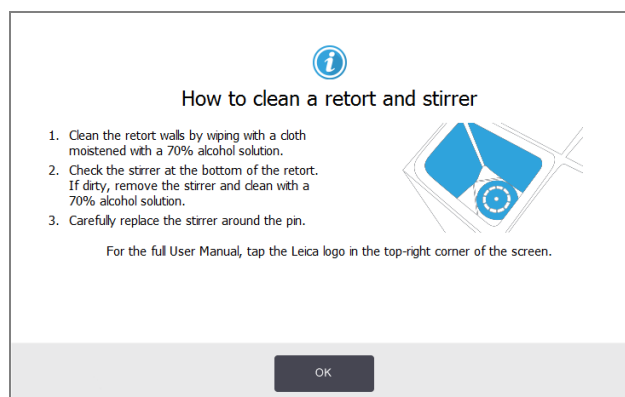 How to clean a retort and stirrer
1. Clean the retort walls by wiping with a cloth
moistened with a 70% alcohol solution.
2. Check the stirrer at the bottom of the retort.
If dirty, remove the stirrer and clean with a
70% alcohol solution.
3. Carefully replace the stirrer around the pin.
For the full User Manual, tap the Leica logo in the top-right corner of the screen.
OK